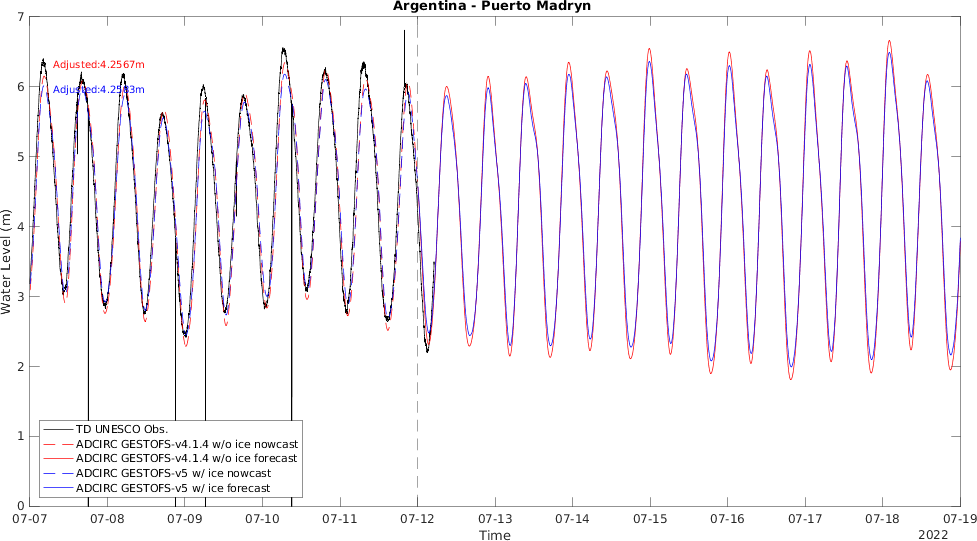 Argentina - Puerto Madryn
7
Adjusted:4.2567m
6
Adjusted:4.2583m
5
4
Water Level (m)
3
2
1
TD UNESCO Obs.
ADCIRC GESTOFS-v4.1.4 w/o ice nowcast
ADCIRC GESTOFS-v4.1.4 w/o ice forecast
ADCIRC GESTOFS-v5 w/ ice nowcast
ADCIRC GESTOFS-v5 w/ ice forecast
0
07-07 07-08 07-09 07-10 07-11 07-12 07-13 07-14 07-15 07-16 07-17 07-18 07-19
Time
2022